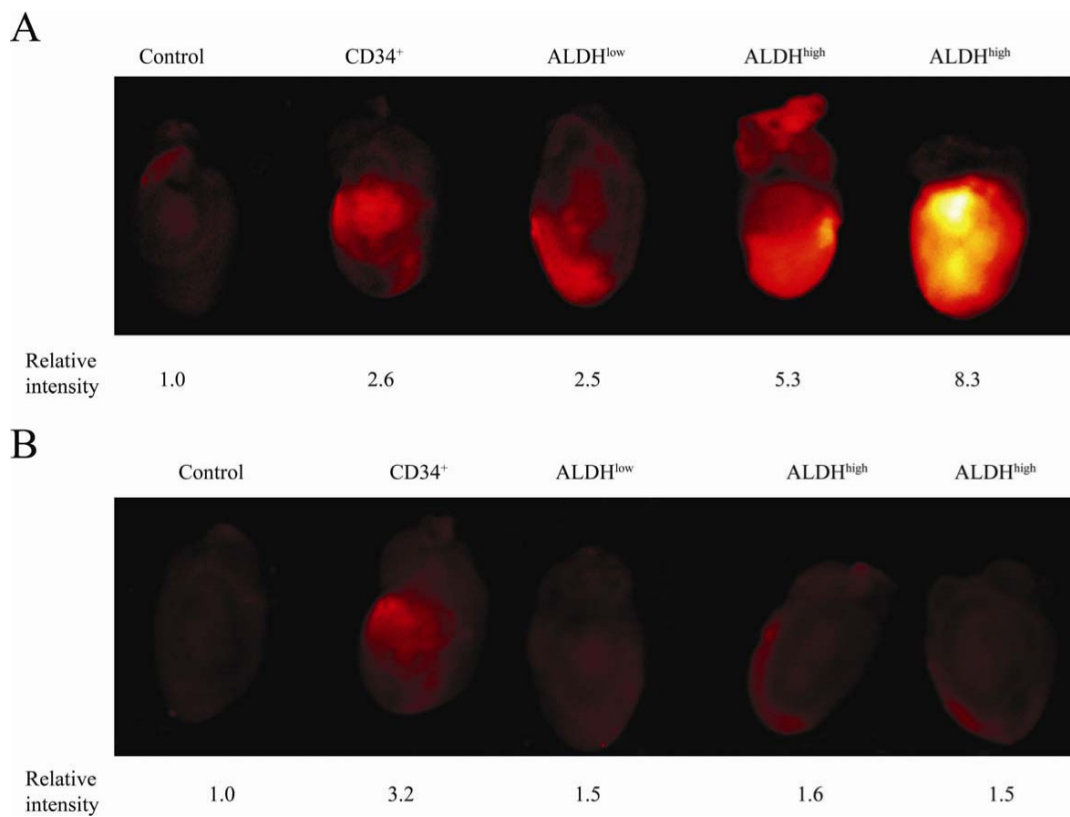 A
Control CD34⁺ ALDHˡᵒʷ ALDHʰⁱᵍʰ ALDHʰⁱᵍʰ
Relative
intensity 1.0 2.6 2.5 5.3 8.3
B
Control CD34⁺ ALDHˡᵒʷ ALDHʰⁱᵍʰ ALDHʰⁱᵍʰ
Relative
intensity 1.0 3.2 1.5 1.6 1.5